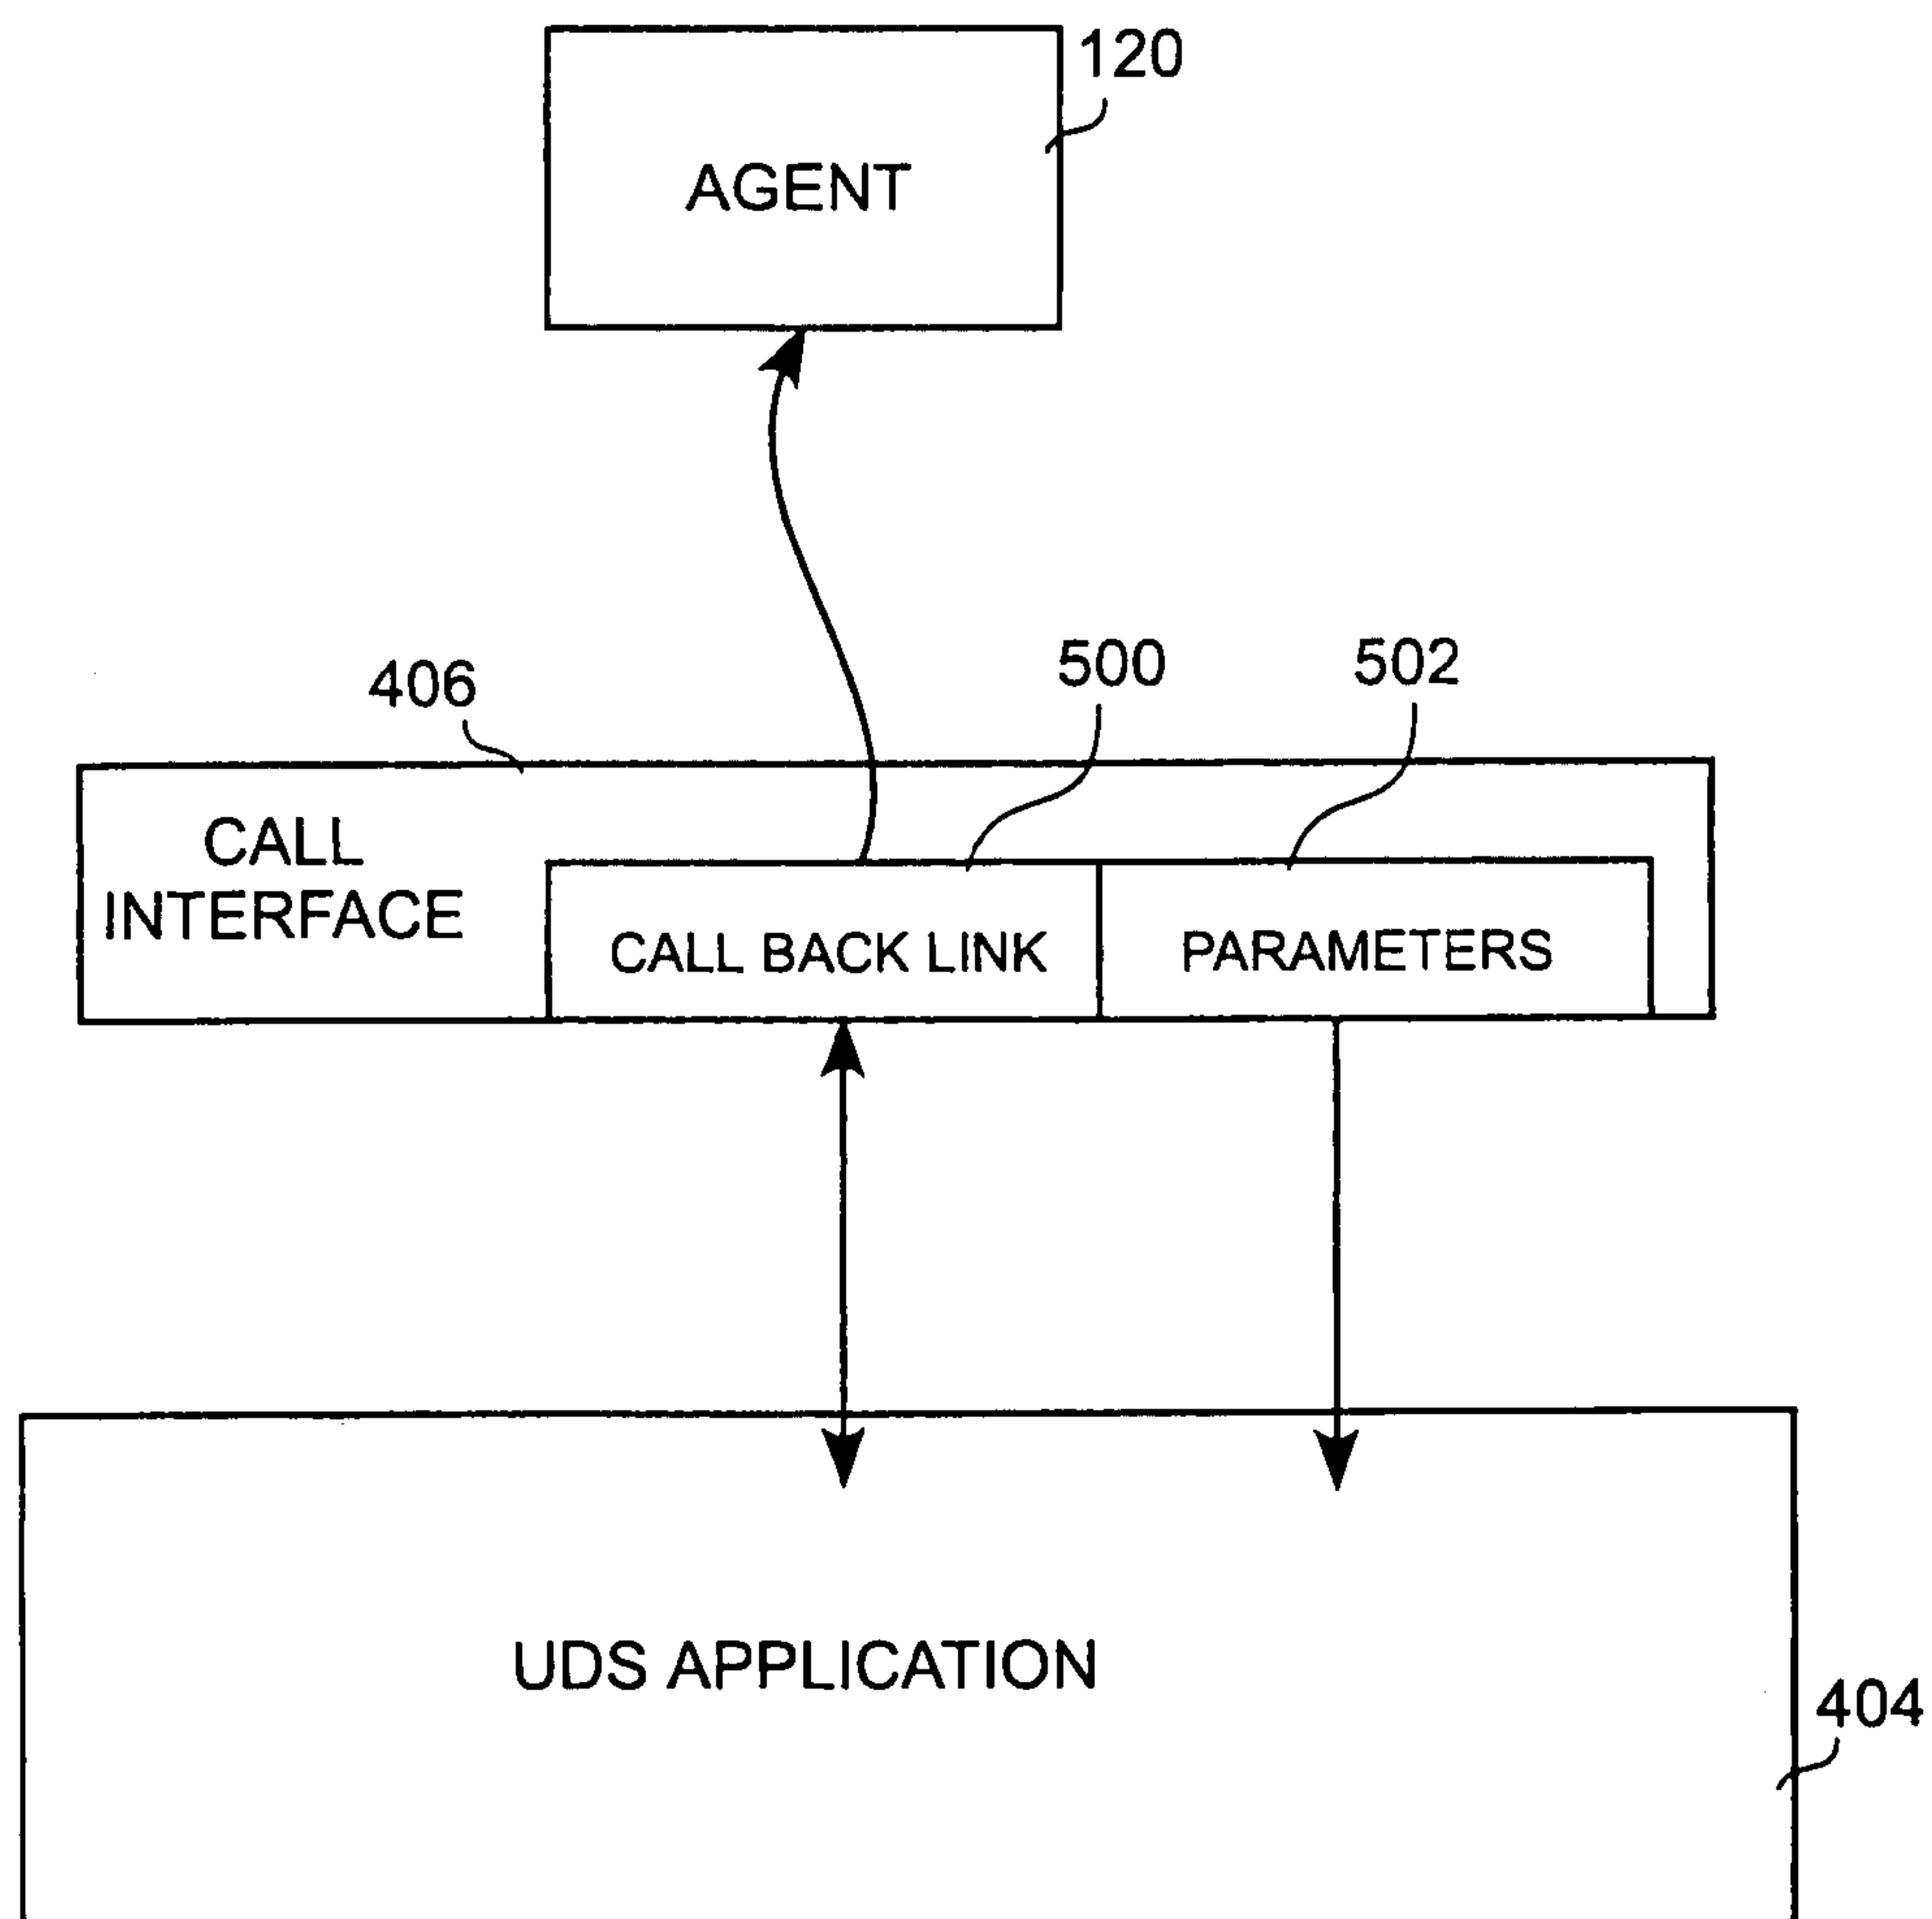 120
AGENT
406
500
502
CALL
INTERFACE
CALL BACK LINK
PARAMETERS
UDS APPLICATION
404